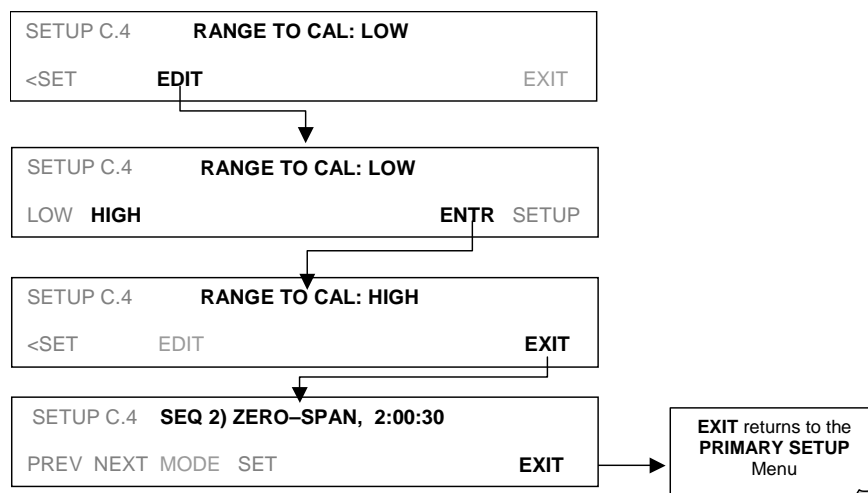 SETUP C.4 RANGE TO CAL: LOW
<SET EDIT EXIT
SETUP C.4 RANGE TO CAL: LOW
LOW HIGH ENTR SETUP
SETUP C.4 RANGE TO CAL: HIGH
<SET EDIT EXIT
SETUP C.4 SEQ 2) ZERO–SPAN, 2:00:30
PREV NEXT MODE SET EXIT
EXIT returns to the
PRIMARY SETUP
Menu